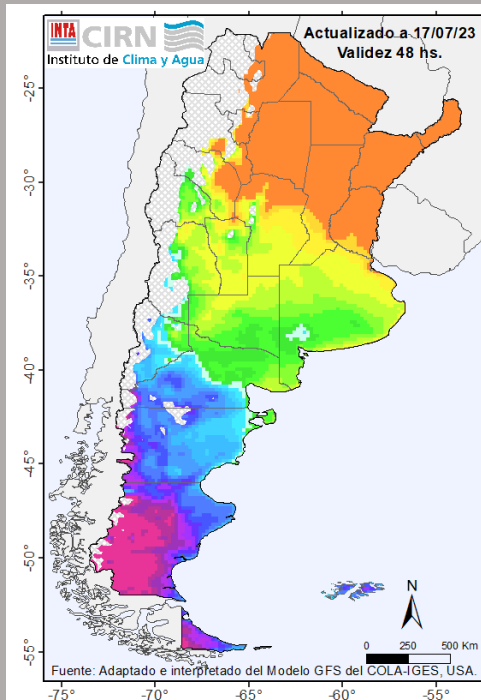 INTA CIRN
Instituto de Clima y Agua
Actualizado a 17/07/23
Validez 48 hs.
-25°
-30°
-35°
-40°
-45°
-50°
-55°
N
0 250 500 Km
Fuente: Adaptado e interpretado del Modelo GFS del COLA-IGES, USA.
-75° -70° -65° -60° -55°